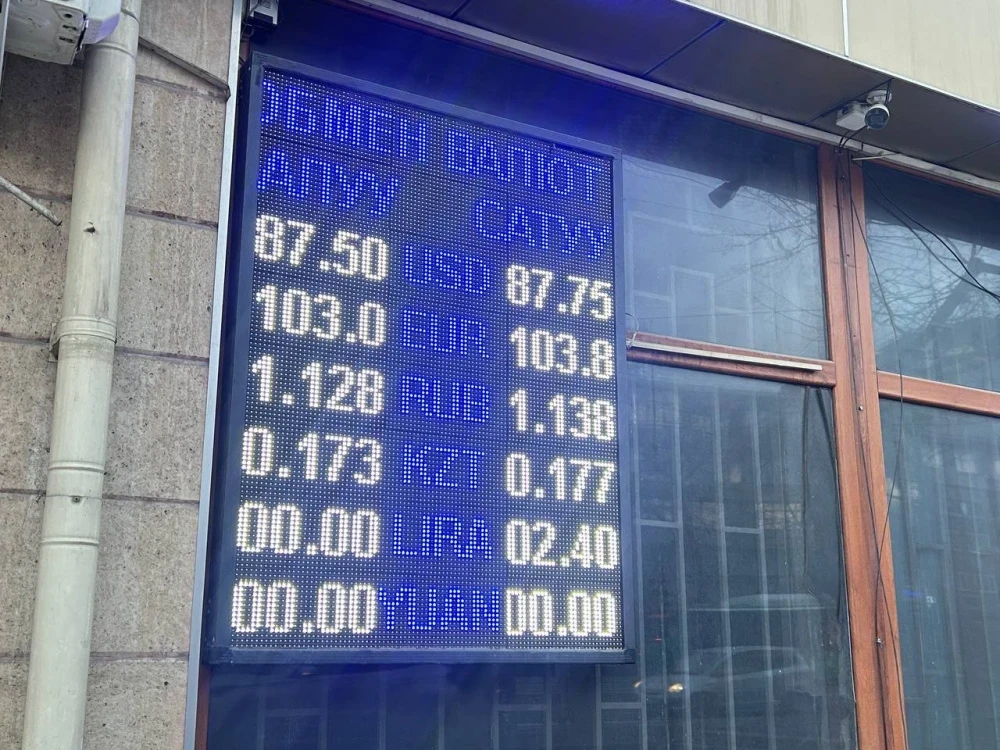 ОБМЕН ВАЛЮТ
АЛУУ САТУУ
87.50 USD 87.75
103.0 EUR 103.8
1.128 RUB 1.138
0.173 KZT 0.177
00.00 LIRA 02.40
00.00 YUAN 00.00